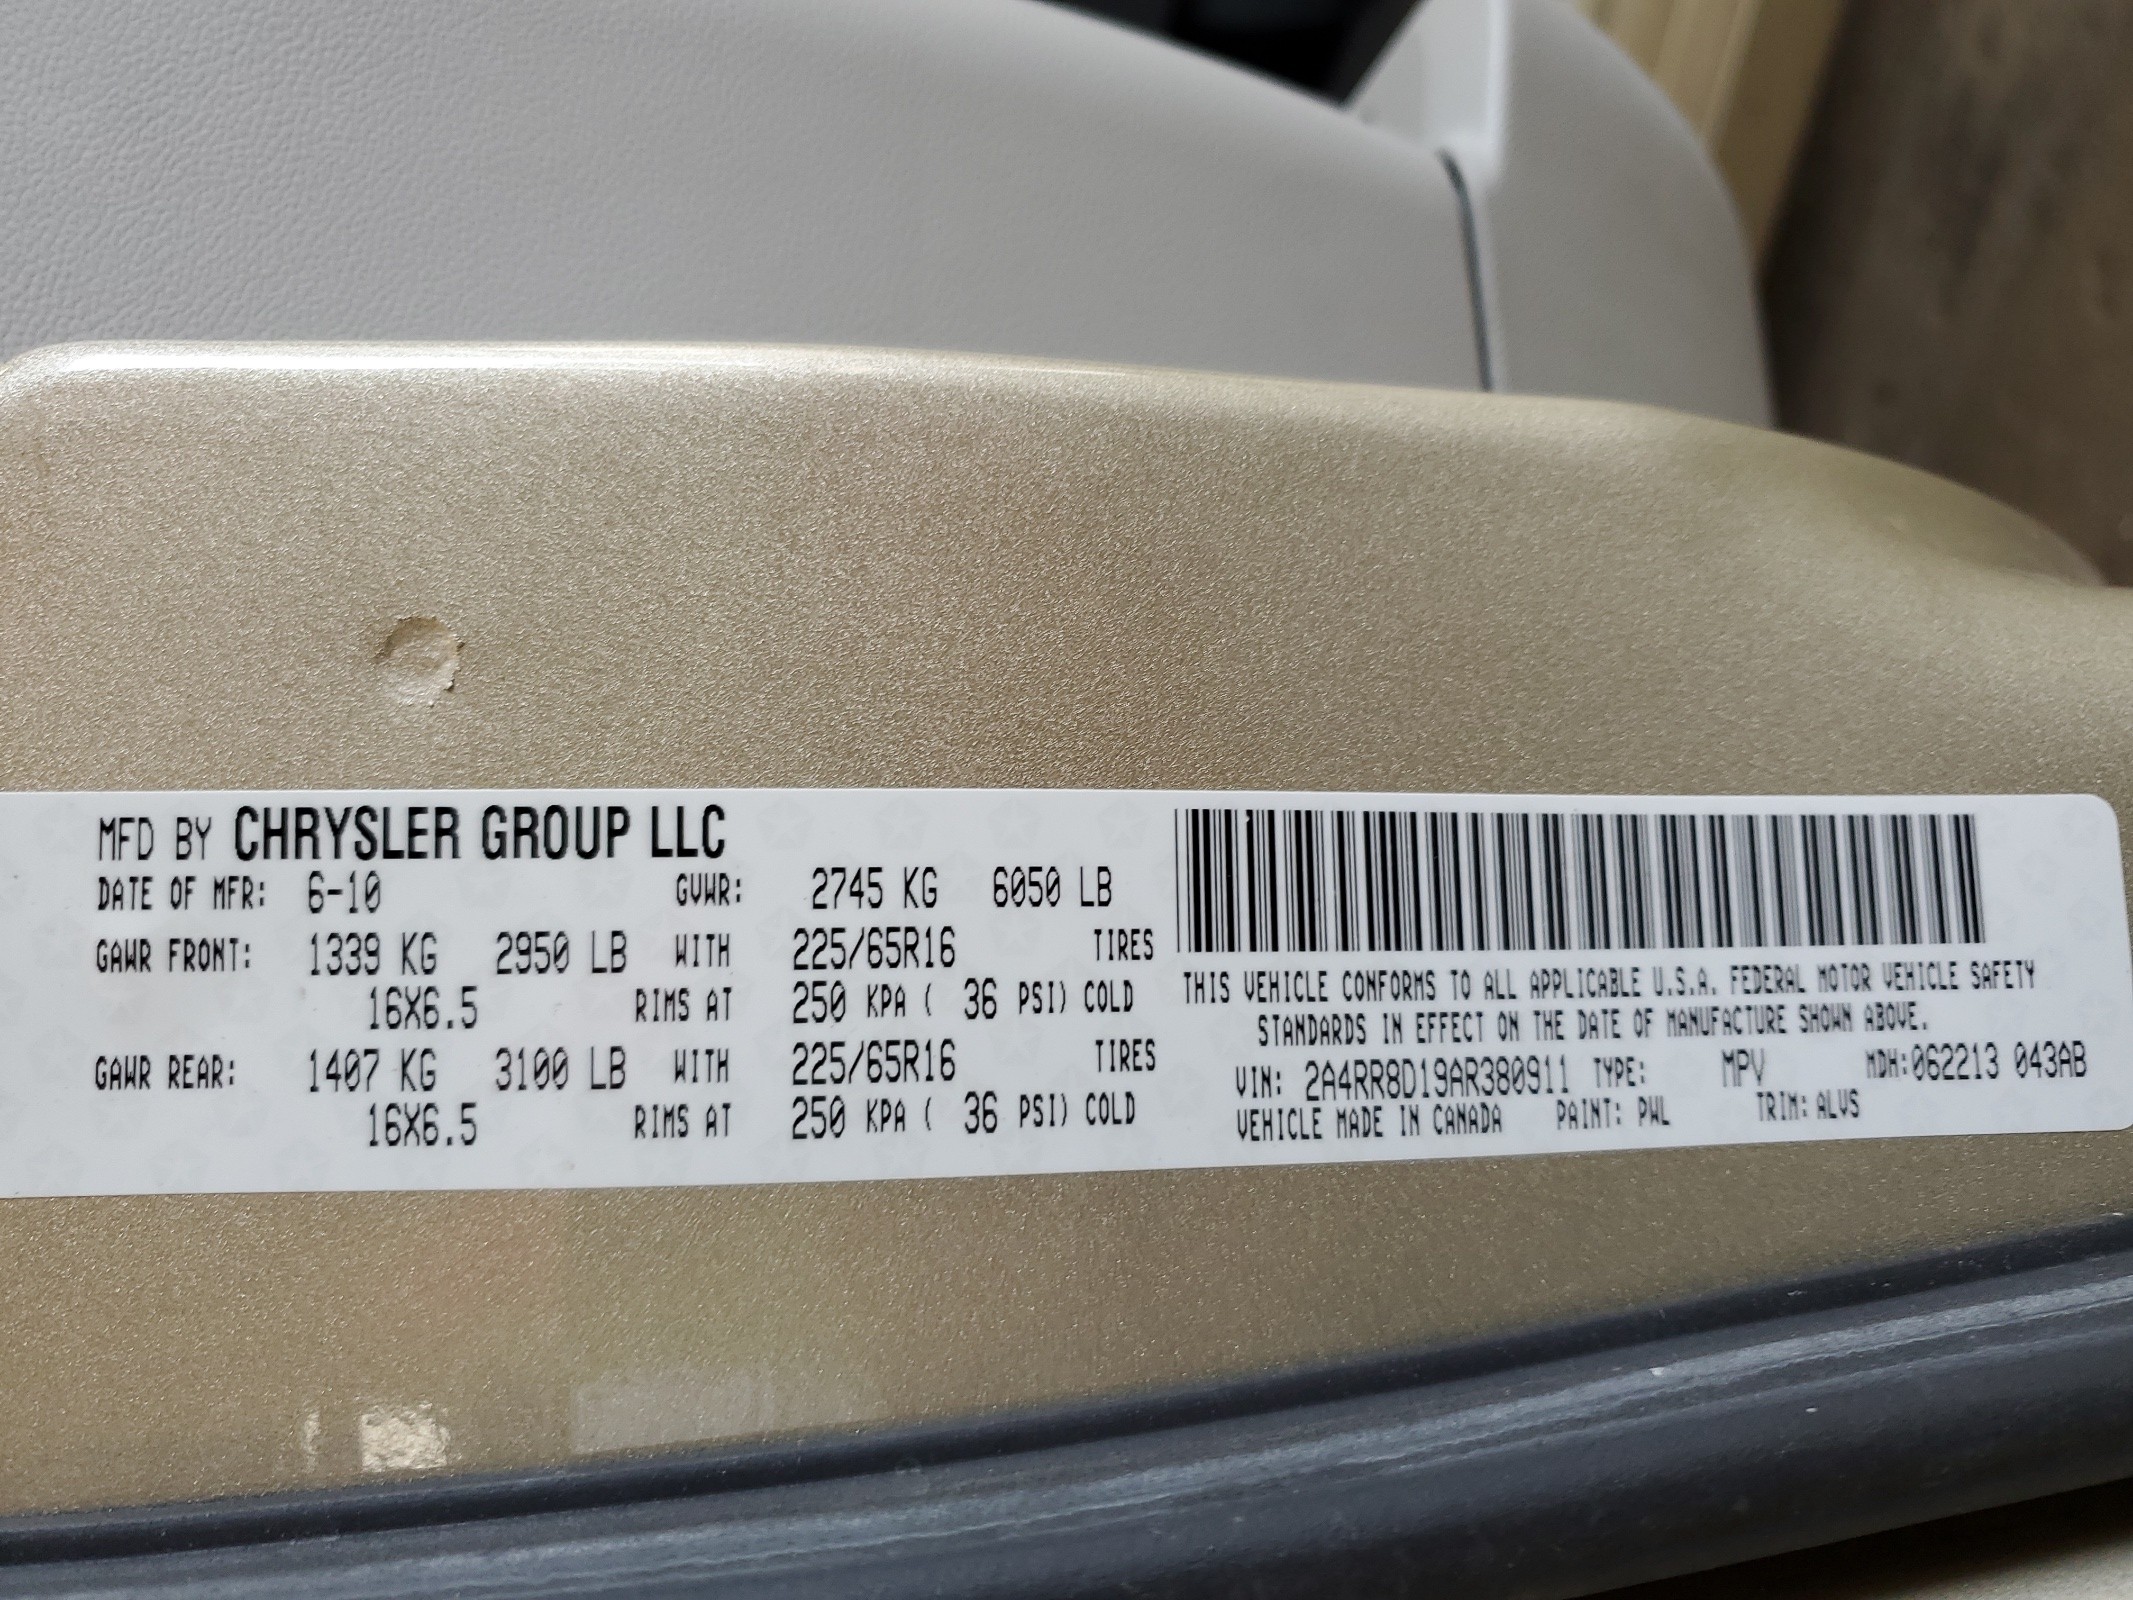 MFD BY CHRYSLER GROUP LLC
DATE OF MFR: 6-10 GVWR: 2745 KG 6050 LB
GAWR FRONT: 1339 KG 2950 LB WITH 225/65R16 TIRES
16X6.5 RIMS AT 250 KPA ( 36 PSI) COLD
GAWR REAR: 1407 KG 3100 LB WITH 225/65R16 TIRES
16X6.5 RIMS AT 250 KPA ( 36 PSI) COLD
THIS VEHICLE CONFORMS TO ALL APPLICABLE U.S.A. FEDERAL MOTOR VEHICLE SAFETY
STANDARDS IN EFFECT ON THE DATE OF MANUFACTURE SHOWN ABOVE.
VIN: 2A4RR8D19AR380911 TYPE: MPV MDH:062213 043AB
VEHICLE MADE IN CANADA PAINT: PWL TRIM: ALVS